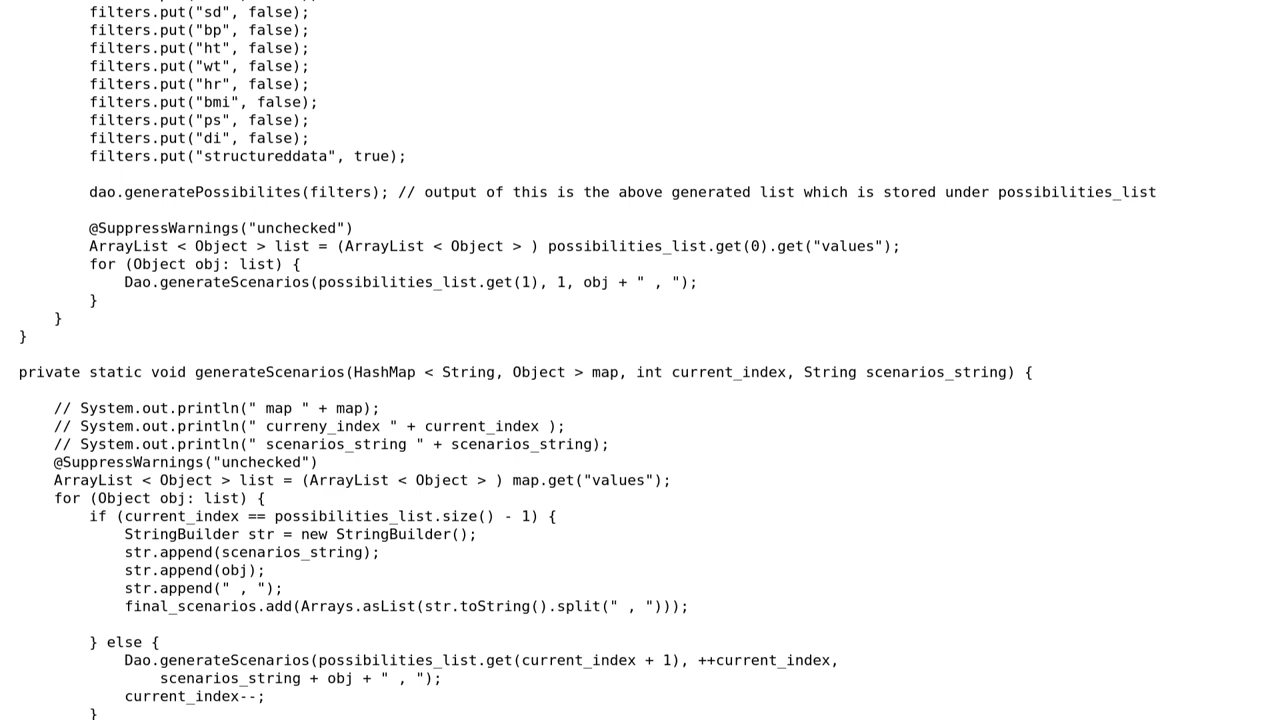 filters.put("sd", false);
filters.put("bp", false);
filters.put("ht", false);
filters.put("wt", false);
filters.put("hr", false);
filters.put("bmi", false);
filters.put("ps", false);
filters.put("di", false);
filters.put("structureddata", true);
dao.generatePossibilites(filters); // output of this is the above generated list which is stored under possibilities_list
@SuppressWarnings("unchecked")
ArrayList < Object > list = (ArrayList < Object > ) possibilities_list.get(0).get("values");
for (Object obj: list) {
Dao.generateScenarios(possibilities_list.get(1), 1, obj + " , ");
}
}
}
private static void generateScenarios(HashMap < String, Object > map, int current_index, String scenarios_string) {
// System.out.println(" map " + map);
// System.out.println(" curreny_index " + current_index );
// System.out.println(" scenarios_string " + scenarios_string);
@SuppressWarnings("unchecked")
ArrayList < Object > list = (ArrayList < Object > ) map.get("values");
for (Object obj: list) {
if (current_index == possibilities_list.size() - 1) {
StringBuilder str = new StringBuilder();
str.append(scenarios_string);
str.append(obj);
str.append(" , ");
final_scenarios.add(Arrays.asList(str.toString().split(" , ")));
} else {
Dao.generateScenarios(possibilities_list.get(current_index + 1), ++current_index,
scenarios_string + obj + " , ");
current_index--;
}